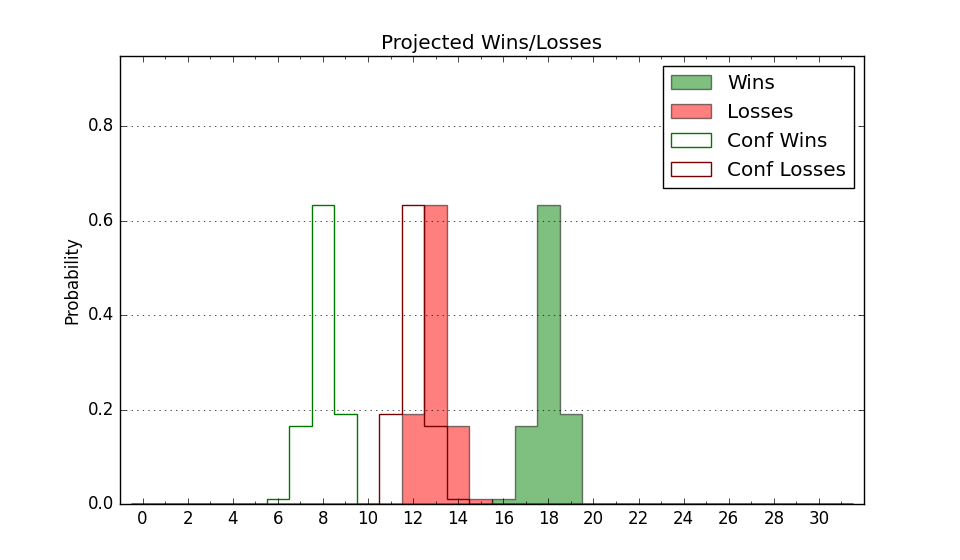 Projected Wins/Losses
Wins
Losses
Conf Wins
Conf Losses
Probability
0.8
0.6
0.4
0.2
0.0
0 2 4 6 8 10 12 14 16 18 20 22 24 26 28 30